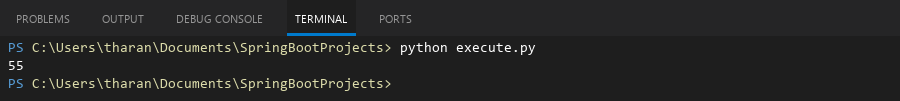 PROBLEMS OUTPUT DEBUG CONSOLE TERMINAL PORTS
PS C:\Users\tharan\Documents\SpringBootProjects> python execute.py
55
PS C:\Users\tharan\Documents\SpringBootProjects>